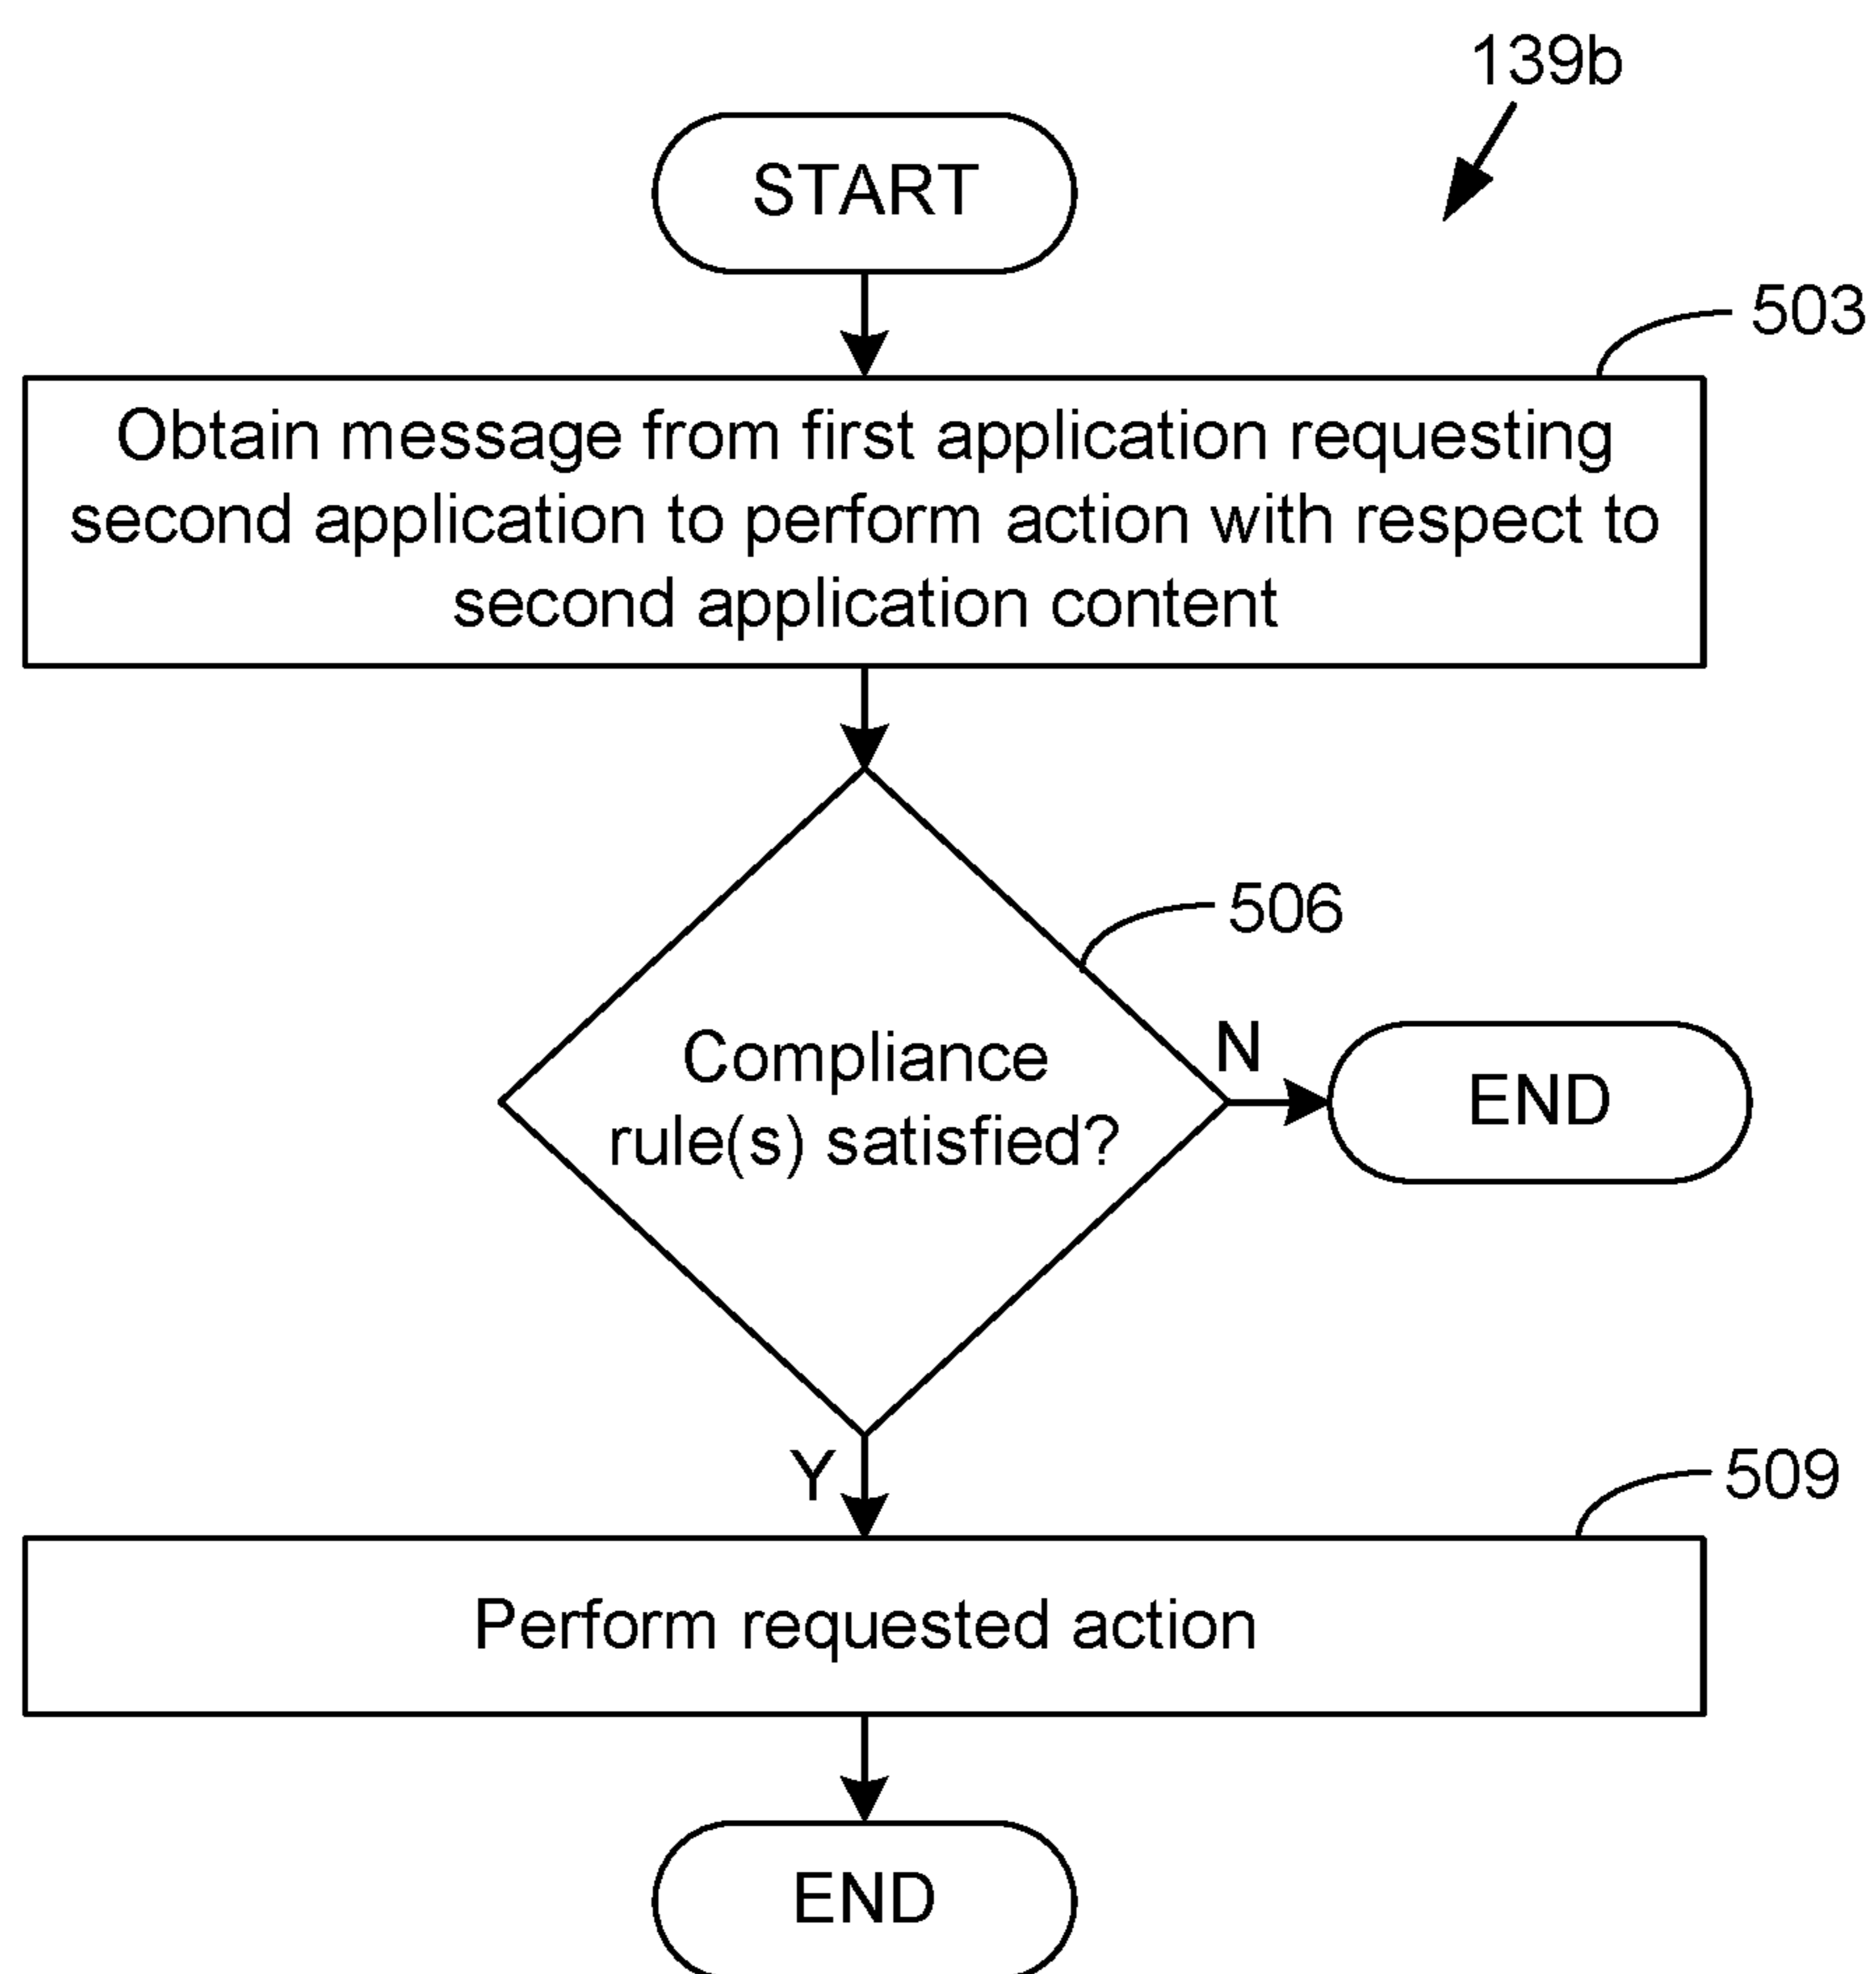 139b
START
503
Obtain message from first application requesting
second application to perform action with respect to
second application content
506
Compliance
rule(s) satisfied?
N
END
Y
509
Perform requested action
END